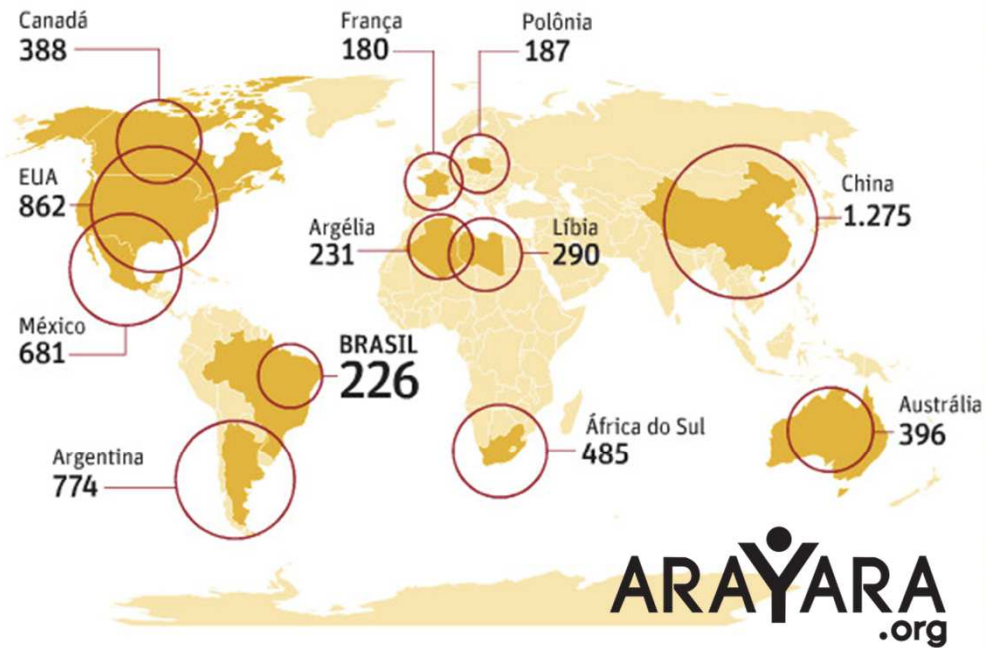 Canadá
388
França
180
Polônia
187
EUA
862
China
1.275
Argélia
231
Líbia
290
México
681
BRASIL
226
África do Sul
485
Austrália
396
Argentina
774
ARAYARA
.org